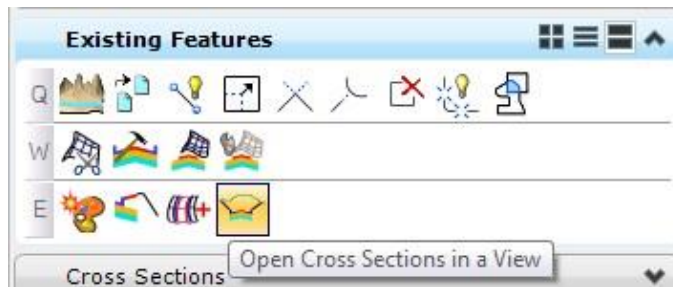 Existing Features
Q
W
E
Open Cross Sections in a View
Cross Sections